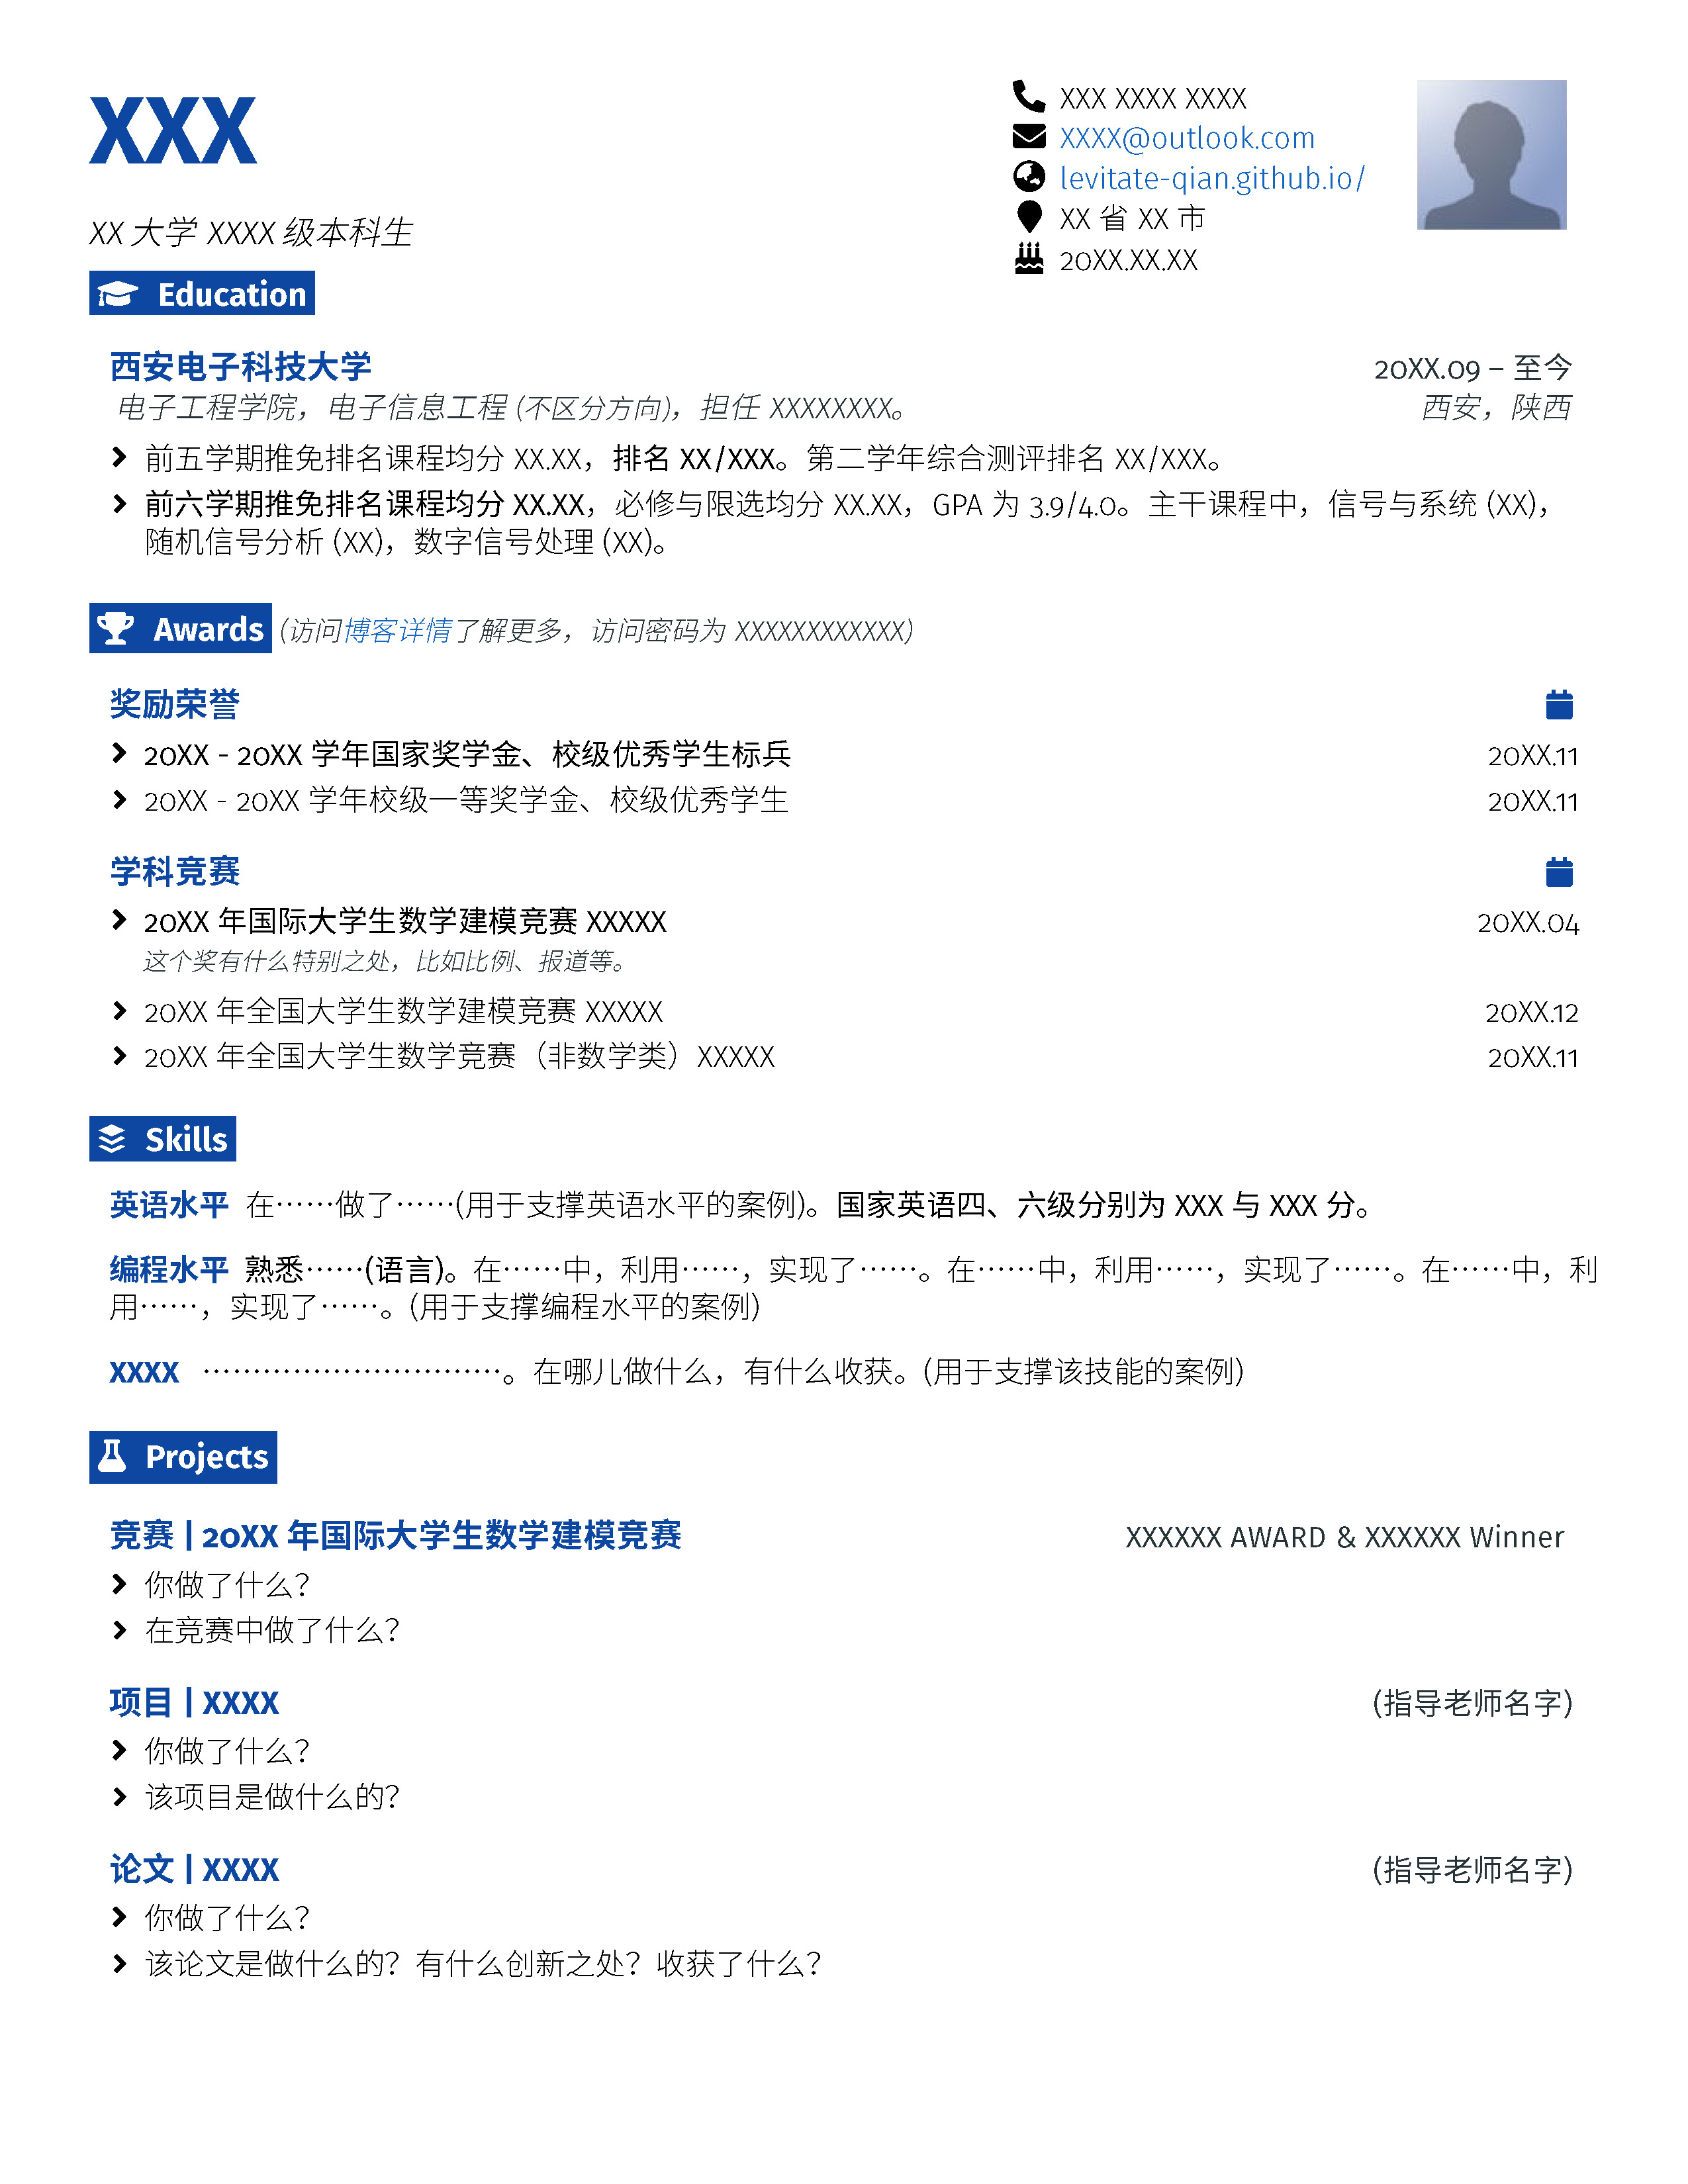 XXX
XX 大学 XXXX 级本科生
XXX XXXX XXXX
XXXX@outlook.com
levitate-qian.github.io/
XX 省 XX 市
20XX.XX.XX
Education
西安电子科技大学 20XX.09 – 至今
电子工程学院，电子信息工程 (不区分方向)，担任 XXXXXXXX。 西安，陕西
前五学期推免排名课程均分 XX.XX，排名 XX/XXX。第二学年综合测评排名 XX/XXX。
前六学期推免排名课程均分 XX.XX，必修与限选均分 XX.XX，GPA 为 3.9/4.0。主干课程中，信号与系统 (XX)，
随机信号分析 (XX)，数字信号处理 (XX)。
Awards (访问博客详情了解更多，访问密码为 XXXXXXXXXXXX)
奖励荣誉
20XX - 20XX 学年国家奖学金、校级优秀学生标兵 20XX.11
20XX - 20XX 学年校级一等奖学金、校级优秀学生 20XX.11
学科竞赛
20XX 年国际大学生数学建模竞赛 XXXXX 20XX.04
这个奖有什么特别之处，比如比例、报道等。
20XX 年全国大学生数学建模竞赛 XXXXX 20XX.12
20XX 年全国大学生数学竞赛（非数学类）XXXXX 20XX.11
Skills
英语水平 在……做了……(用于支撑英语水平的案例)。国家英语四、六级分别为 XXX 与 XXX 分。
编程水平 熟悉……(语言)。在……中，利用……，实现了……。在……中，利用……，实现了……。在……中，利
用……，实现了……。(用于支撑编程水平的案例)
XXXX …………………………。在哪儿做什么，有什么收获。(用于支撑该技能的案例)
Projects
竞赛 | 20XX 年国际大学生数学建模竞赛 XXXXXX AWARD & XXXXXX Winner
你做了什么？
在竞赛中做了什么？
项目 | XXXX (指导老师名字)
你做了什么？
该项目是做什么的？
论文 | XXXX (指导老师名字)
你做了什么？
该论文是做什么的？有什么创新之处？收获了什么？